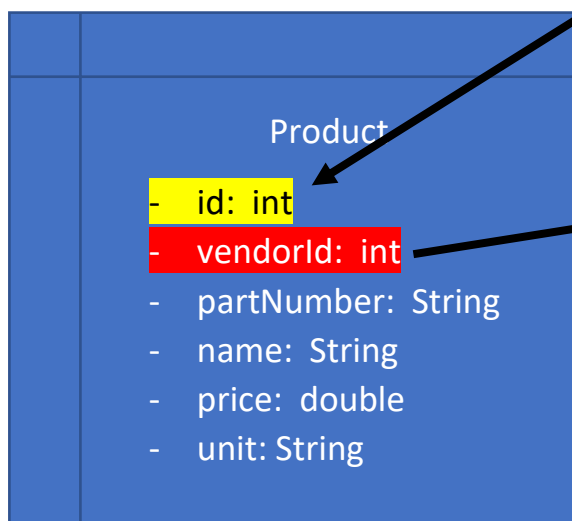 Product
- id: int
- vendorId: int
- partNumber: String
- name: String
- price: double
- unit: String